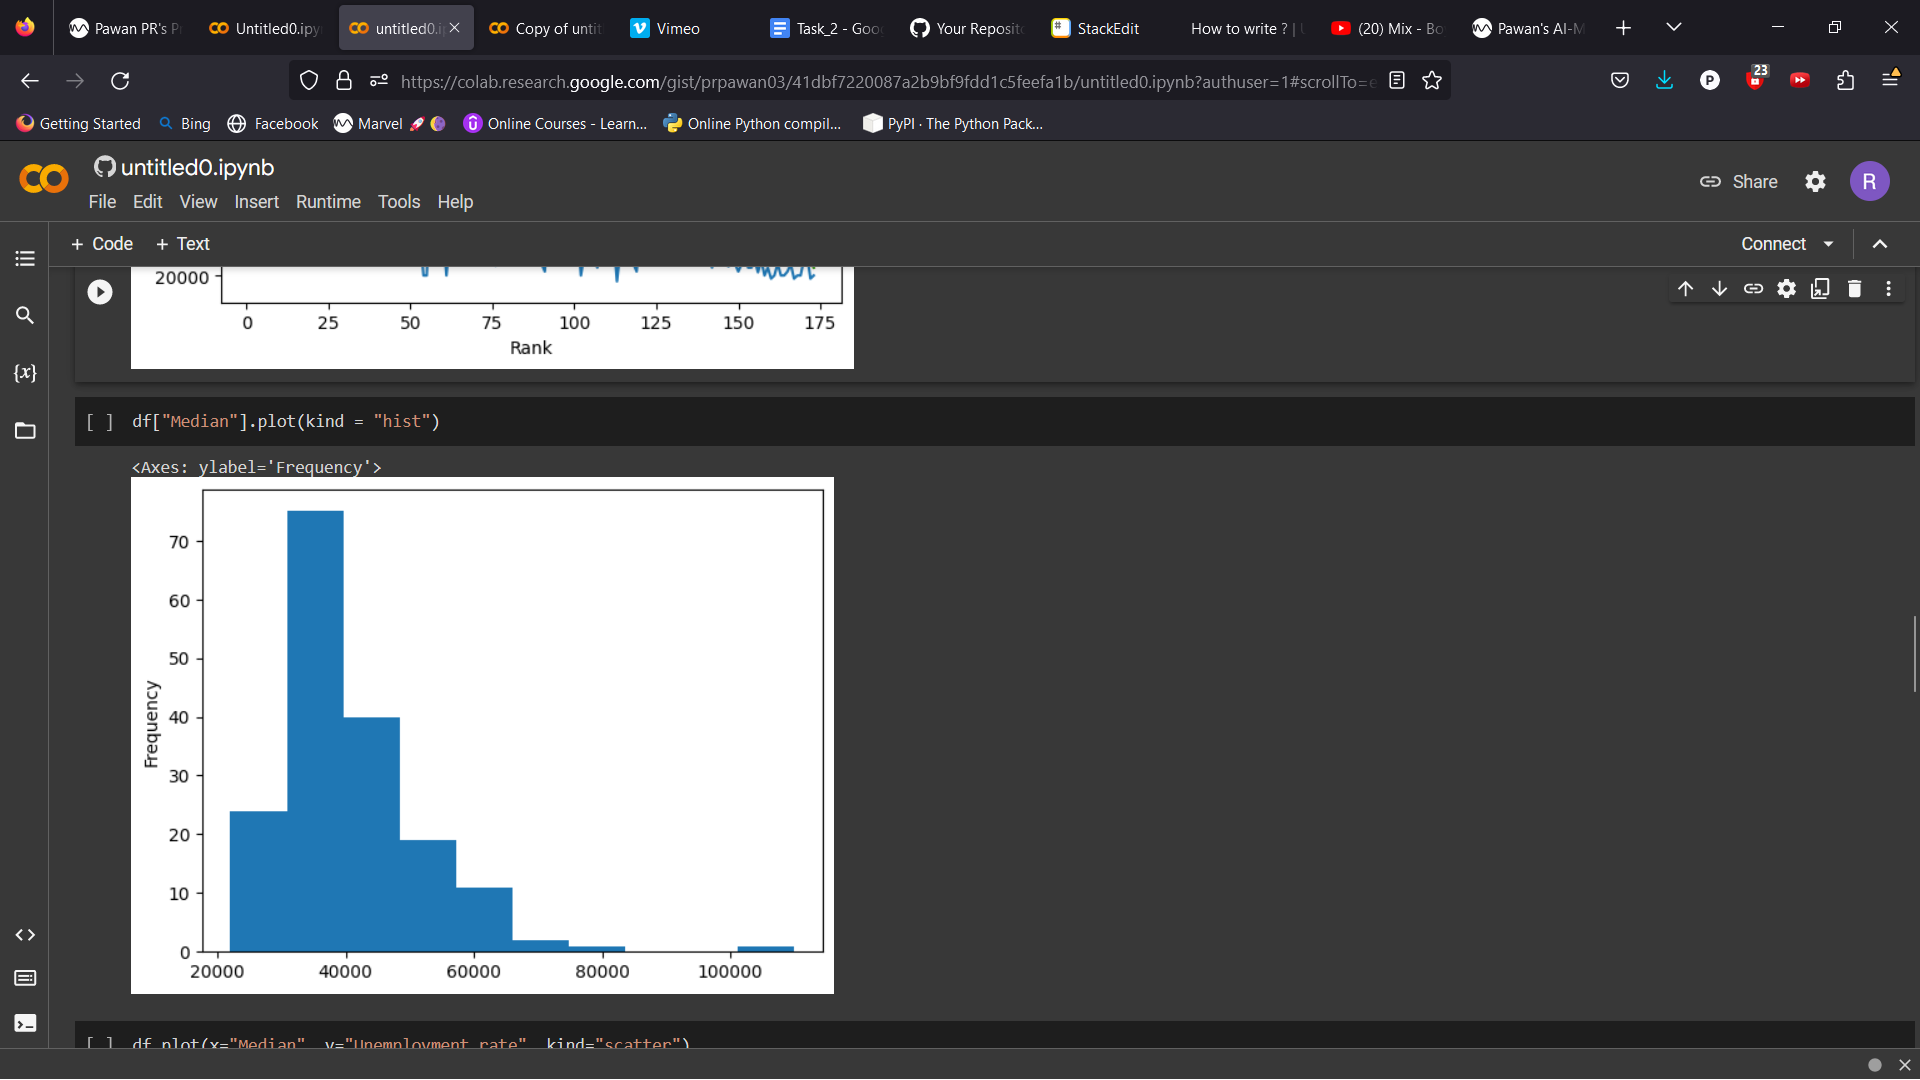 Pawan PR's P
Untitled0.ipy
untitled0.i
Copy of untit
Vimeo
Task_2 - Goo
Your Reposit
StackEdit
How to write ? |
(20) Mix - Bo
Pawan's AI-M
https://colab.research.google.com/gist/prpawan03/41dbf7220087a2b9bf9fdd1c5feefa1b/untitled0.ipynb?authuser=1#scrollTo=e
23
Getting Started
Bing
Facebook
Marvel 🚀
Online Courses - Learn...
Online Python compil...
PyPI · The Python Pack...
untitled0.ipynb
File Edit View Insert Runtime Tools Help
Share
R
+ Code + Text
Connect
{x}
20000
0 25 50 75 100 125 150 175
Rank
[ ] df["Median"].plot(kind = "hist")
<Axes: ylabel='Frequency'>
70
60
50
40
30
20
10
0
Frequency
20000 40000 60000 80000 100000
[ ] df.plot(x="Median", y="Unemployment_rate", kind="scatter")